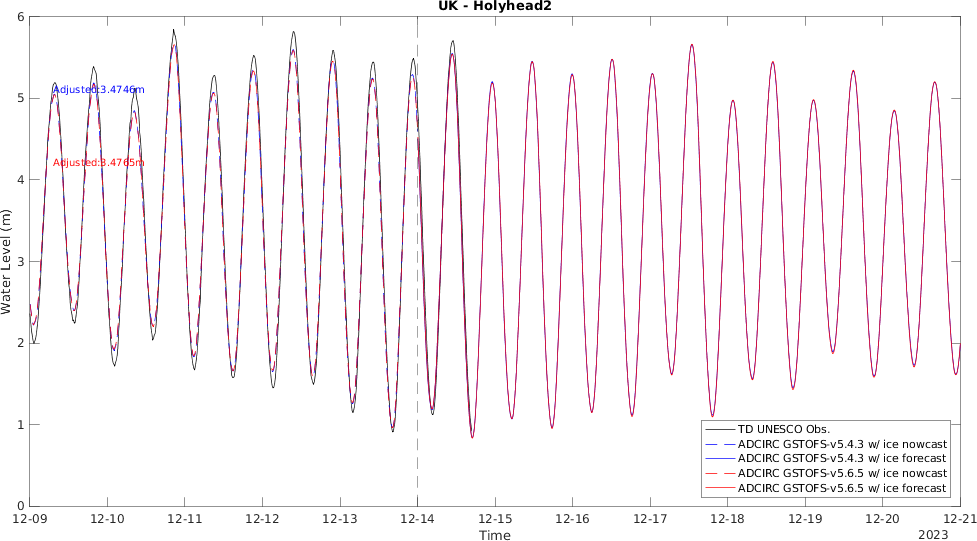 UK - Holyhead2
6
5
4
3
2
1
0
Water Level (m)
Adjusted:3.4746m
Adjusted:3.4765m
TD UNESCO Obs.
ADCIRC GSTOFS-v5.4.3 w/ ice nowcast
ADCIRC GSTOFS-v5.4.3 w/ ice forecast
ADCIRC GSTOFS-v5.6.5 w/ ice nowcast
ADCIRC GSTOFS-v5.6.5 w/ ice forecast
12-09 12-10 12-11 12-12 12-13 12-14 12-15 12-16 12-17 12-18 12-19 12-20 12-21
Time
2023